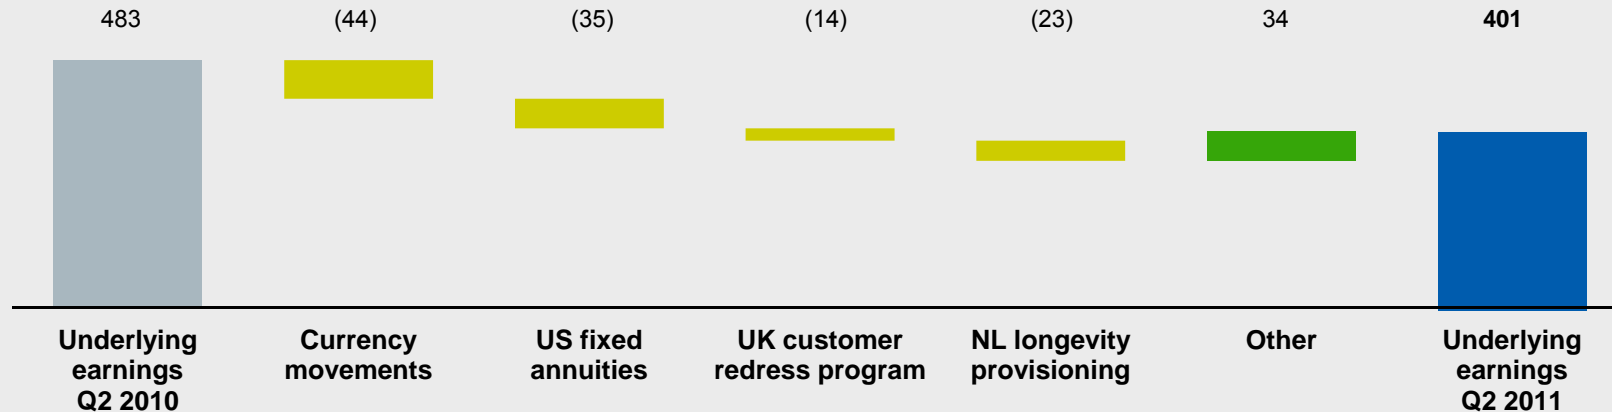 483 (44) (35) (14) (23) 34 401
Underlying
earnings
Q2 2010
Currency
movements
US fixed
annuities
UK customer
redress program
NL longevity
provisioning
Other
Underlying
earnings
Q2 2011